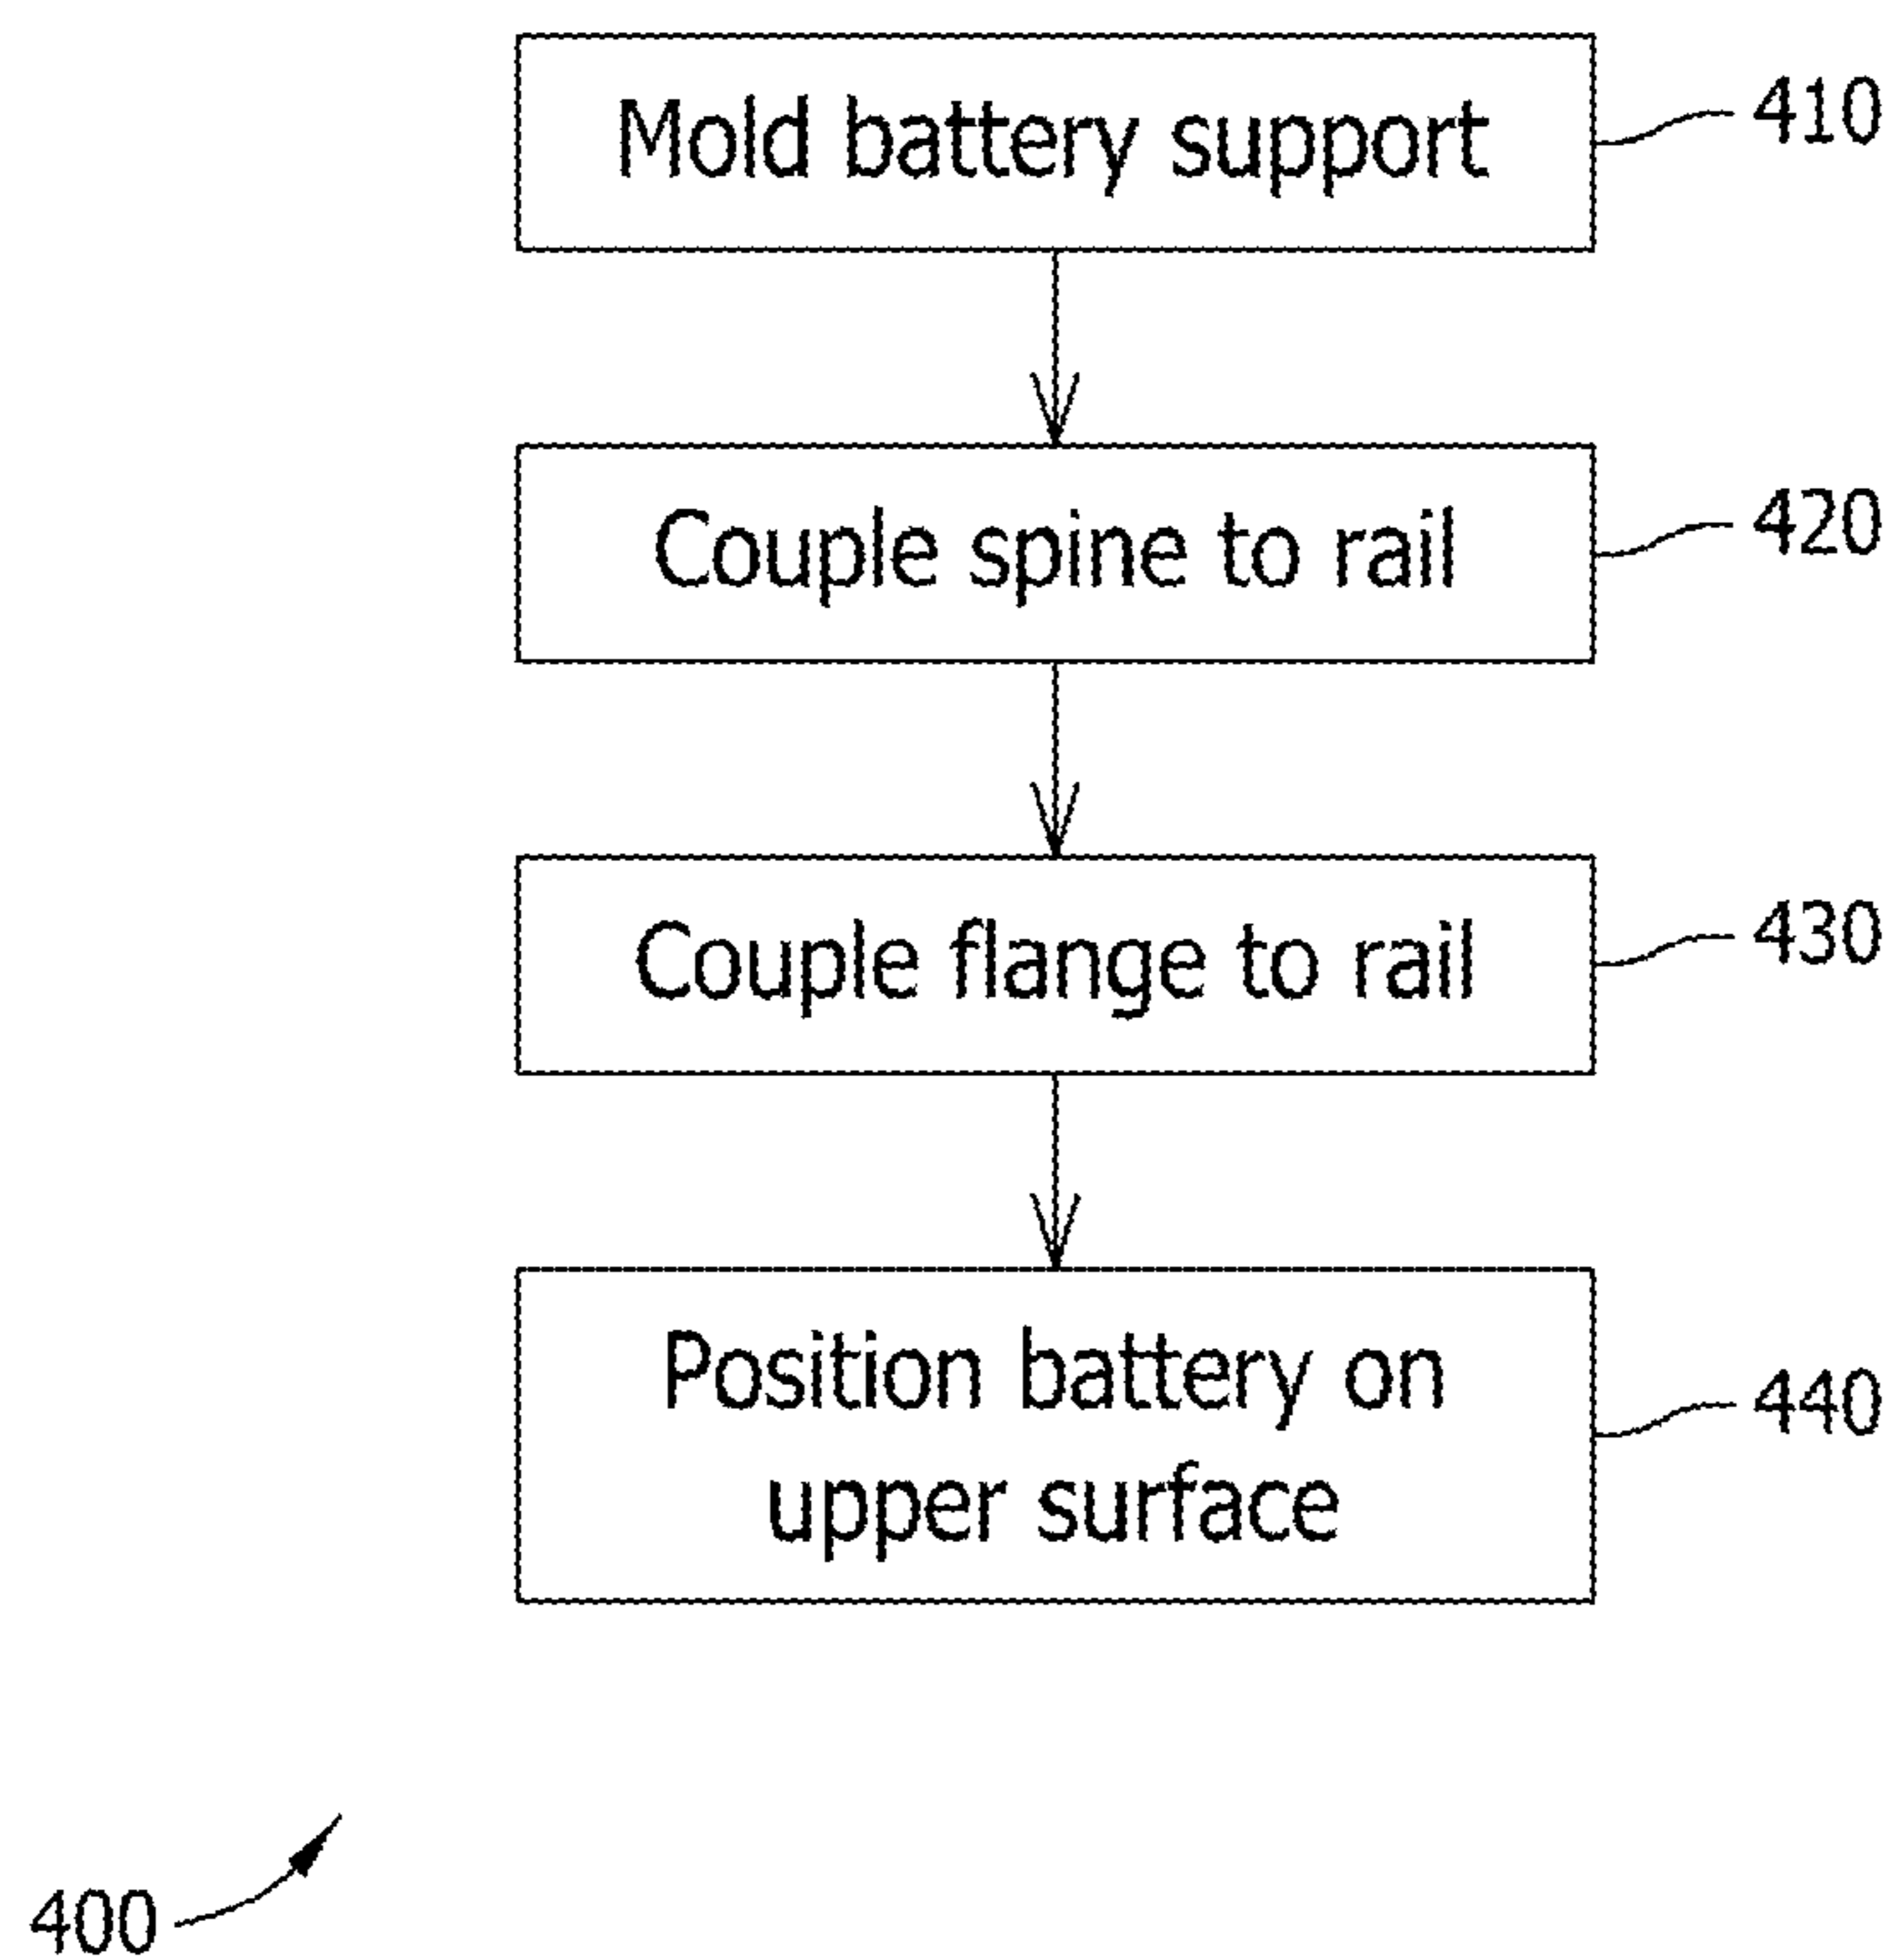 Mold battery support
410
Couple spine to rail
420
Couple flange to rail
430
Position battery on
upper surface
440
400